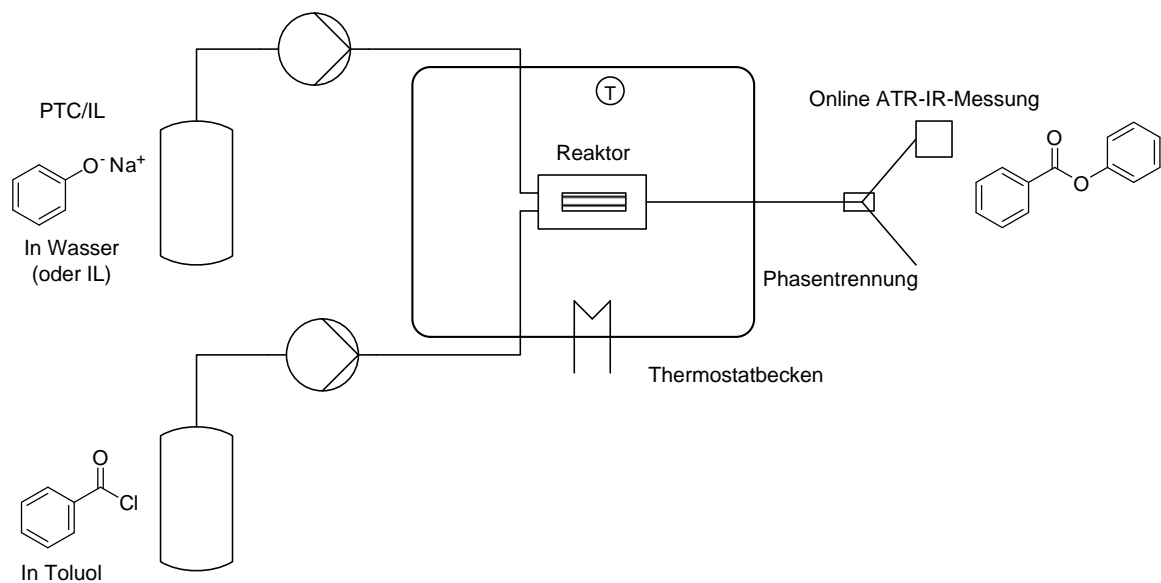 PTC/IL
O⁻ Na⁺
In Wasser
(oder IL)
T
Reaktor
Online ATR-IR-Messung
O
O
Phasentrennung
Thermostatbecken
O
Cl
In Toluol